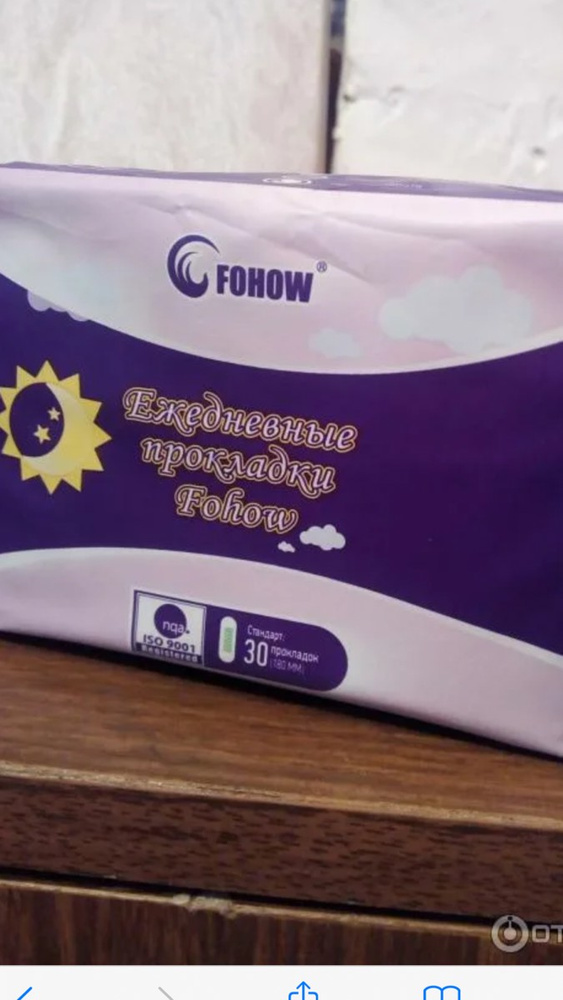 FOHOW®
Ежедневные
прокладки
Fohow
nqa.
ISO 9001
Registered
Стандарт:
30 прокладок
(180 ММ)